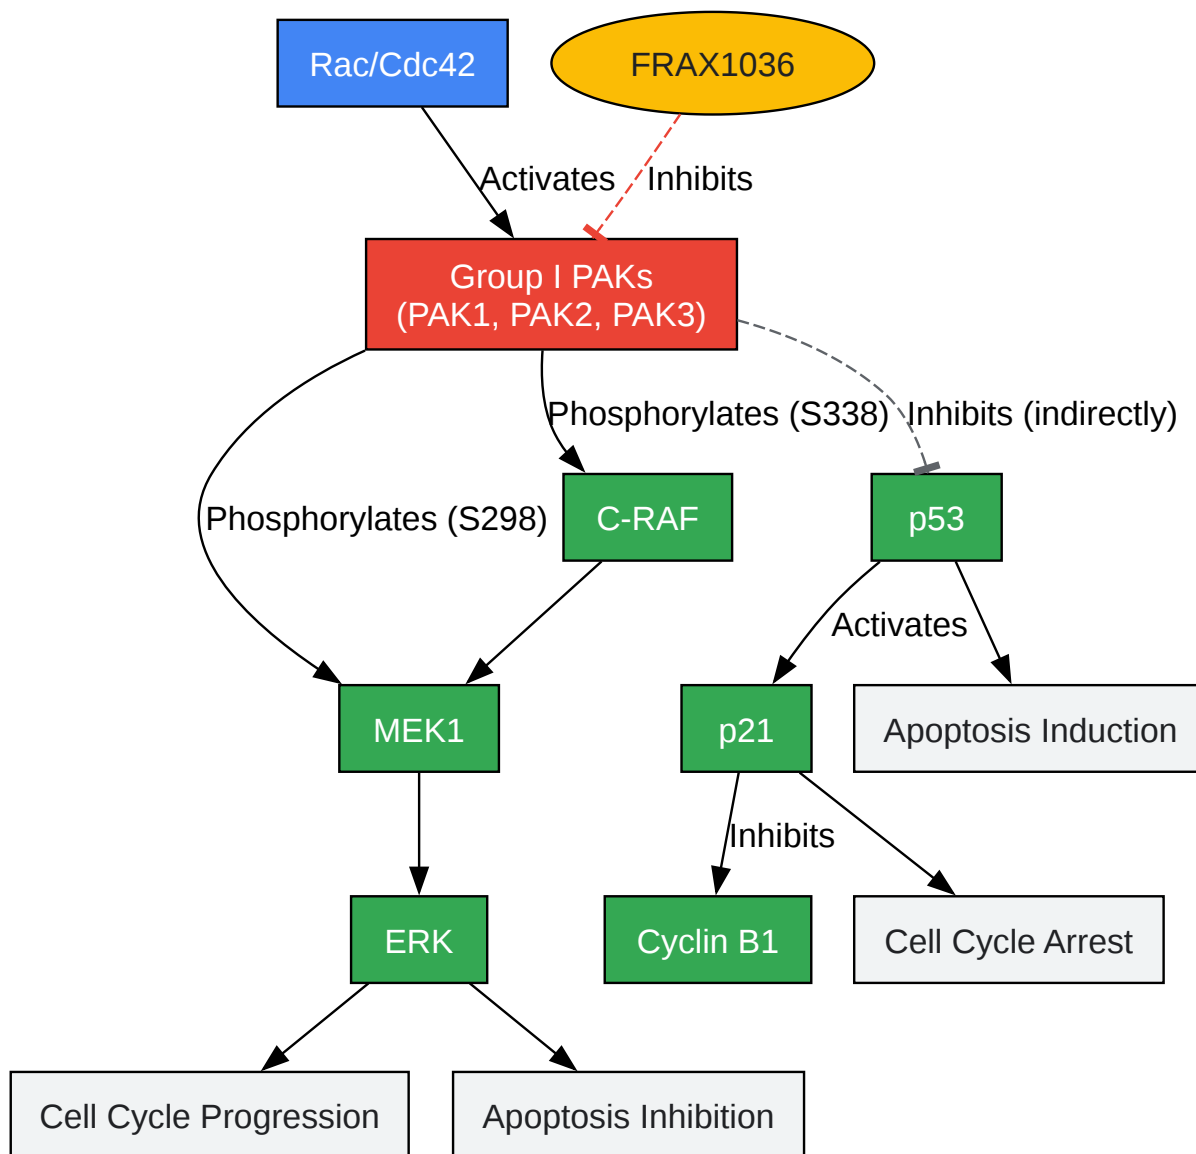 Rac/Cdc42
FRAX1036
Activates
Inhibits
Group I PAKs
(PAK1, PAK2, PAK3)
Phosphorylates (S338)
Inhibits (indirectly)
Phosphorylates (S298)
C-RAF
p53
Activates
MEK1
p21
Apoptosis Induction
Inhibits
ERK
Cyclin B1
Cell Cycle Arrest
Cell Cycle Progression
Apoptosis Inhibition